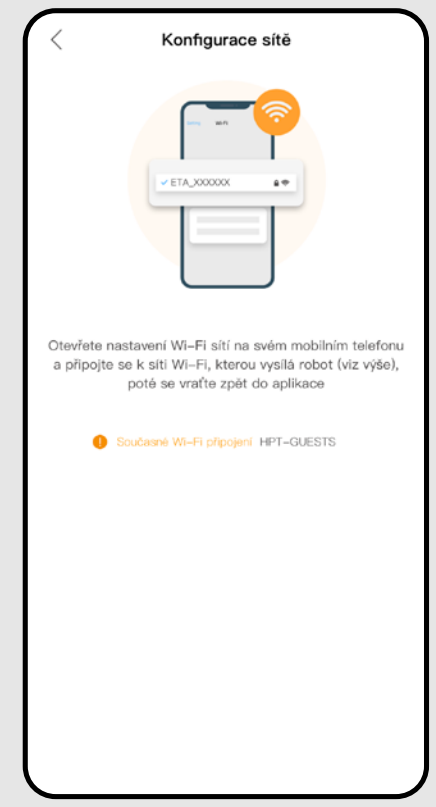 Konfigurace sítě
Wi-Fi
ETA_XXXXXX
Otevřete nastavení Wi-Fi sítí na svém mobilním telefonu
a připojte se k síti Wi-Fi, kterou vysílá robot (viz výše),
poté se vraťte zpět do aplikace
Současné Wi-Fi připojení HPT-GUESTS